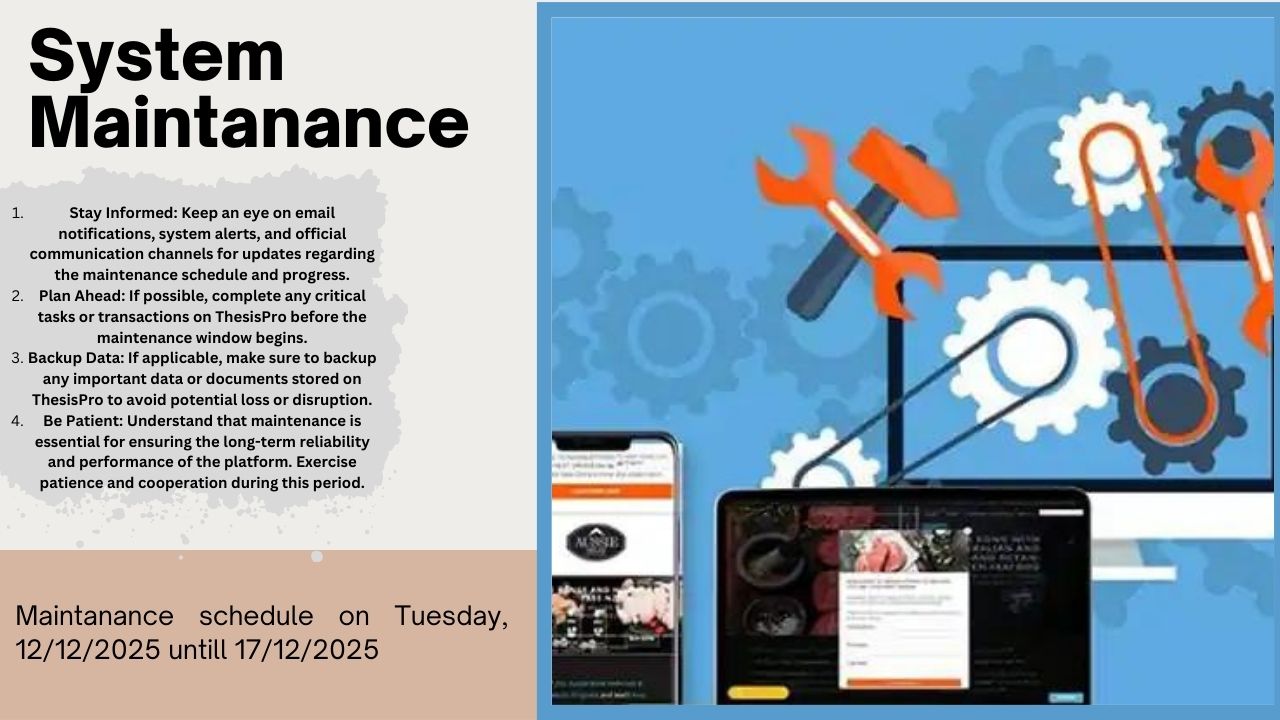 System
Maintanance
1. Stay Informed: Keep an eye on email
notifications, system alerts, and official
communication channels for updates regarding
the maintenance schedule and progress.
2. Plan Ahead: If possible, complete any critical
tasks or transactions on ThesisPro before the
maintenance window begins.
3. Backup Data: If applicable, make sure to backup
any important data or documents stored on
ThesisPro to avoid potential loss or disruption.
4. Be Patient: Understand that maintenance is
essential for ensuring the long-term reliability
and performance of the platform. Exercise
patience and cooperation during this period.
Maintanance schedule on Tuesday,
12/12/2025 untill 17/12/2025
AUSSIE